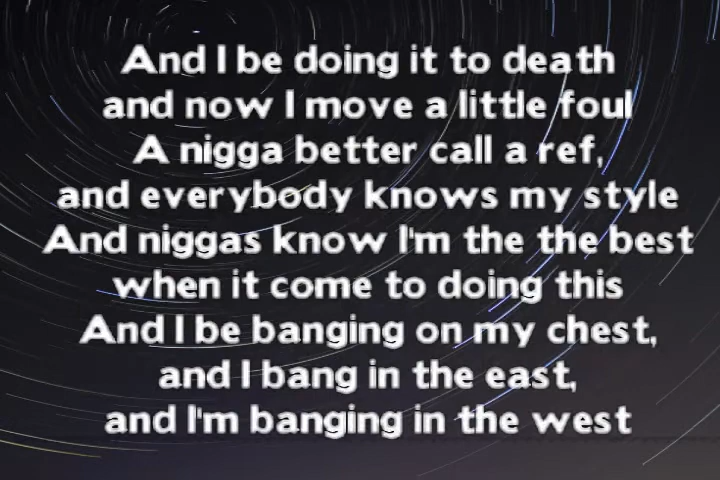 And I be doing it to death
and now I move a little foul
A nigga better call a ref,
and everybody knows my style
And niggas know I'm the the best
when it come to doing this
And I be banging on my chest,
and I bang in the east,
and I'm banging in the west